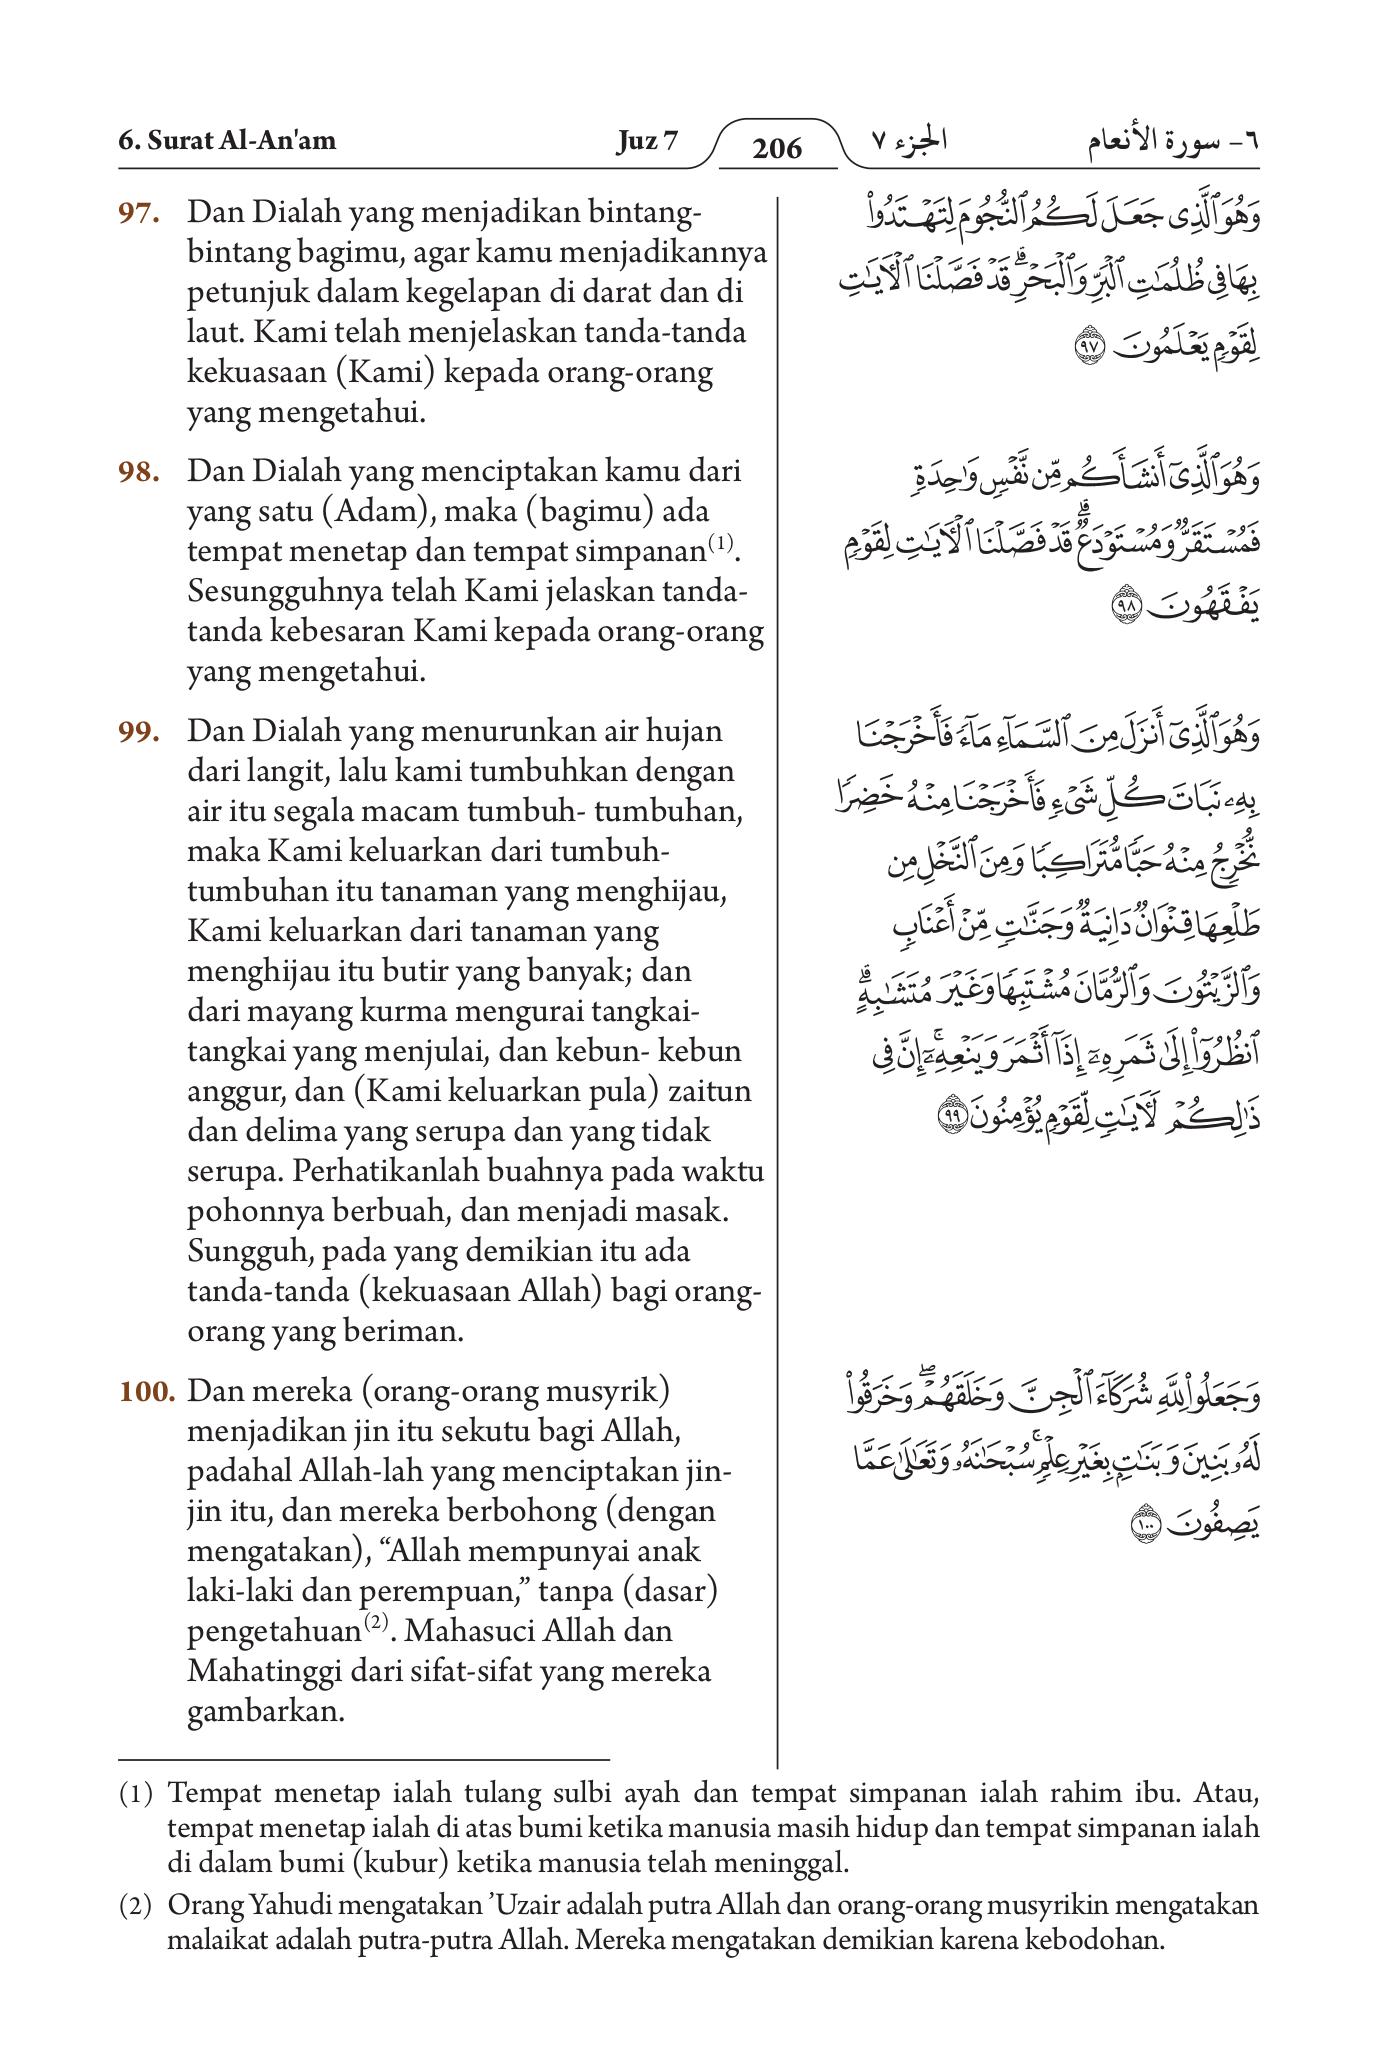 6. Surat Al-An'am
Juz 7
206
الجزء ٧
٦- سورة الأنعام
97. Dan Dialah yang menjadikan bintang-
bintang bagimu, agar kamu menjadikannya
petunjuk dalam kegelapan di darat dan di
laut. Kami telah menjelaskan tanda-tanda
kekuasaan (Kami) kepada orang-orang
yang mengetahui.
وَهُوَ ٱلَّذِى جَعَلَ لَكُمُ ٱلنُّجُومَ لِتَهْتَدُوا۟
بِهَا فِى ظُلُمَـٰتِ ٱلْبَرِّ وَٱلْبَحْرِ ۗ قَدْ فَصَّلْنَا ٱلْـَٔايَـٰتِ
لِقَوْمٍ يَعْلَمُونَ ٩٧
98. Dan Dialah yang menciptakan kamu dari
yang satu (Adam), maka (bagimu) ada
tempat menetap dan tempat simpanan(1).
Sesungguhnya telah Kami jelaskan tanda-
tanda kebesaran Kami kepada orang-orang
yang mengetahui.
وَهُوَ ٱلَّذِىٓ أَنشَأَكُم مِّن نَّفْسٍ وَٰحِدَةٍ
فَمُسْتَقَرٌّ وَمُسْتَوْدَعٌ ۗ قَدْ فَصَّلْنَا ٱلْـَٔايَـٰتِ لِقَوْمٍ
يَفْقَهُونَ ٩٨
99. Dan Dialah yang menurunkan air hujan
dari langit, lalu kami tumbuhkan dengan
air itu segala macam tumbuh- tumbuhan,
maka Kami keluarkan dari tumbuh-
tumbuhan itu tanaman yang menghijau,
Kami keluarkan dari tanaman yang
menghijau itu butir yang banyak; dan
dari mayang kurma mengurai tangkai-
tangkai yang menjulai, dan kebun- kebun
anggur, dan (Kami keluarkan pula) zaitun
dan delima yang serupa dan yang tidak
serupa. Perhatikanlah buahnya pada waktu
pohonnya berbuah, dan menjadi masak.
Sungguh, pada yang demikian itu ada
tanda-tanda (kekuasaan Allah) bagi orang-
orang yang beriman.
وَهُوَ ٱلَّذِىٓ أَنزَلَ مِنَ ٱلسَّمَآءِ مَآءً فَأَخْرَجْنَا
بِهِۦ نَبَاتَ كُلِّ شَىْءٍ فَأَخْرَجْنَا مِنْهُ خَضِرًا
نُّخْرِجُ مِنْهُ حَبًّا مُّتَرَاكِبًا وَمِنَ ٱلنَّخْلِ مِن
طَلْعِهَا قِنْوَانٌ دَانِيَةٌ وَجَنَّـٰتٍ مِّنْ أَعْنَابٍ
وَٱلزَّيْتُونَ وَٱلرُّمَّانَ مُشْتَبِهًا وَغَيْرَ مُتَشَـٰبِهٍ ۗ
ٱنظُرُوٓا۟ إِلَىٰ ثَمَرِهِۦٓ إِذَآ أَثْمَرَ وَيَنْعِهِۦٓ ۚ إِنَّ فِى
ذَٰلِكُمْ لَـَٔايَـٰتٍ لِّقَوْمٍ يُؤْمِنُونَ ٩٩
100. Dan mereka (orang-orang musyrik)
menjadikan jin itu sekutu bagi Allah,
padahal Allah-lah yang menciptakan jin-
jin itu, dan mereka berbohong (dengan
mengatakan), “Allah mempunyai anak
laki-laki dan perempuan,” tanpa (dasar)
pengetahuan(2). Mahasuci Allah dan
Mahatinggi dari sifat-sifat yang mereka
gambarkan.
وَجَعَلُوا۟ لِلَّهِ شُرَكَآءَ ٱلْجِنَّ وَخَلَقَهُمْ ۖ وَخَرَقُوا۟
لَهُۥ بَنِينَ وَبَنَـٰتٍۭ بِغَيْرِ عِلْمٍ ۚ سُبْحَـٰنَهُۥ وَتَعَـٰلَىٰ عَمَّا
يَصِفُونَ ١٠٠
(1) Tempat menetap ialah tulang sulbi ayah dan tempat simpanan ialah rahim ibu. Atau,
tempat menetap ialah di atas bumi ketika manusia masih hidup dan tempat simpanan ialah
di dalam bumi (kubur) ketika manusia telah meninggal.
(2) Orang Yahudi mengatakan ’Uzair adalah putra Allah dan orang-orang musyrikin mengatakan
malaikat adalah putra-putra Allah. Mereka mengatakan demikian karena kebodohan.